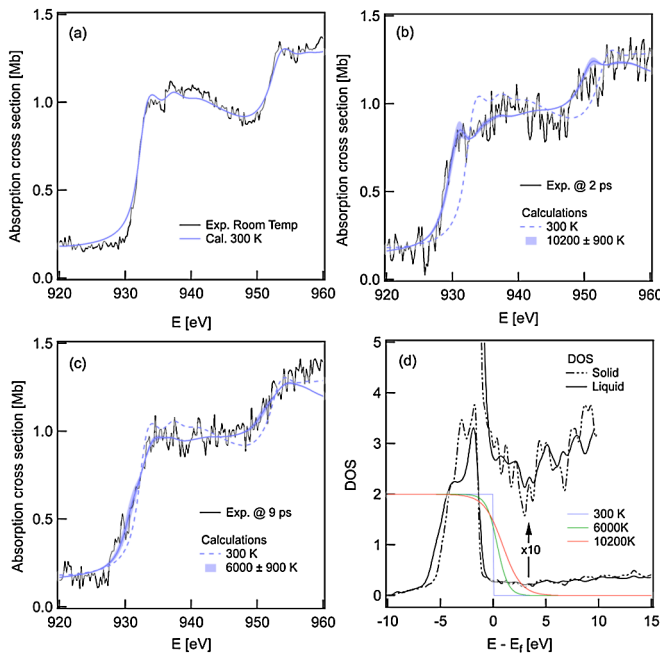 (a)
Absorption cross section [Mb]
1.5
1.0
0.5
0.0
Exp. Room Temp
Cal. 300 K
920 930 940 950 960
E [eV]
(b)
Absorption cross section [Mb]
1.5
1.0
0.5
0.0
Exp. @ 2 ps
Calculations
300 K
10200 ± 900 K
920 930 940 950 960
E [eV]
(c)
Absorption cross section [Mb]
1.5
1.0
0.5
0.0
Exp. @ 9 ps
Calculations
300 K
6000 ± 900 K
920 930 940 950 960
E [eV]
(d)
DOS
5
4
3
2
1
0
DOS
Solid
Liquid
300 K
6000K
10200K
x10
-10 -5 0 5 10 15
E - Ef [eV]